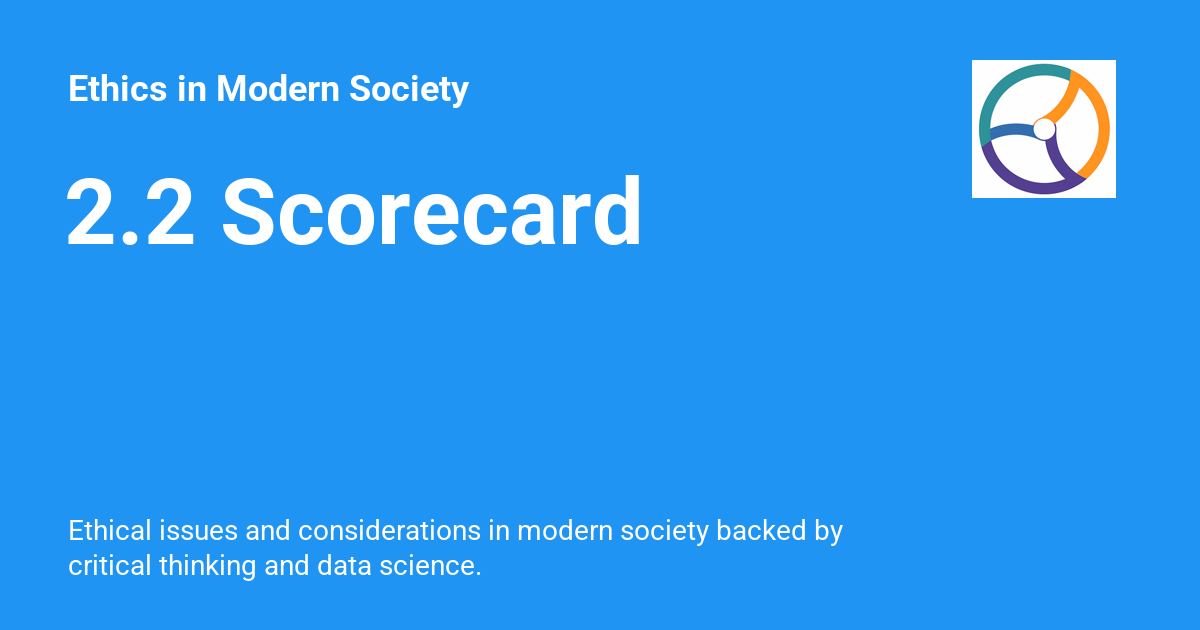 Ethics in Modern Society
2.2 Scorecard
Ethical issues and considerations in modern society backed by
critical thinking and data science.